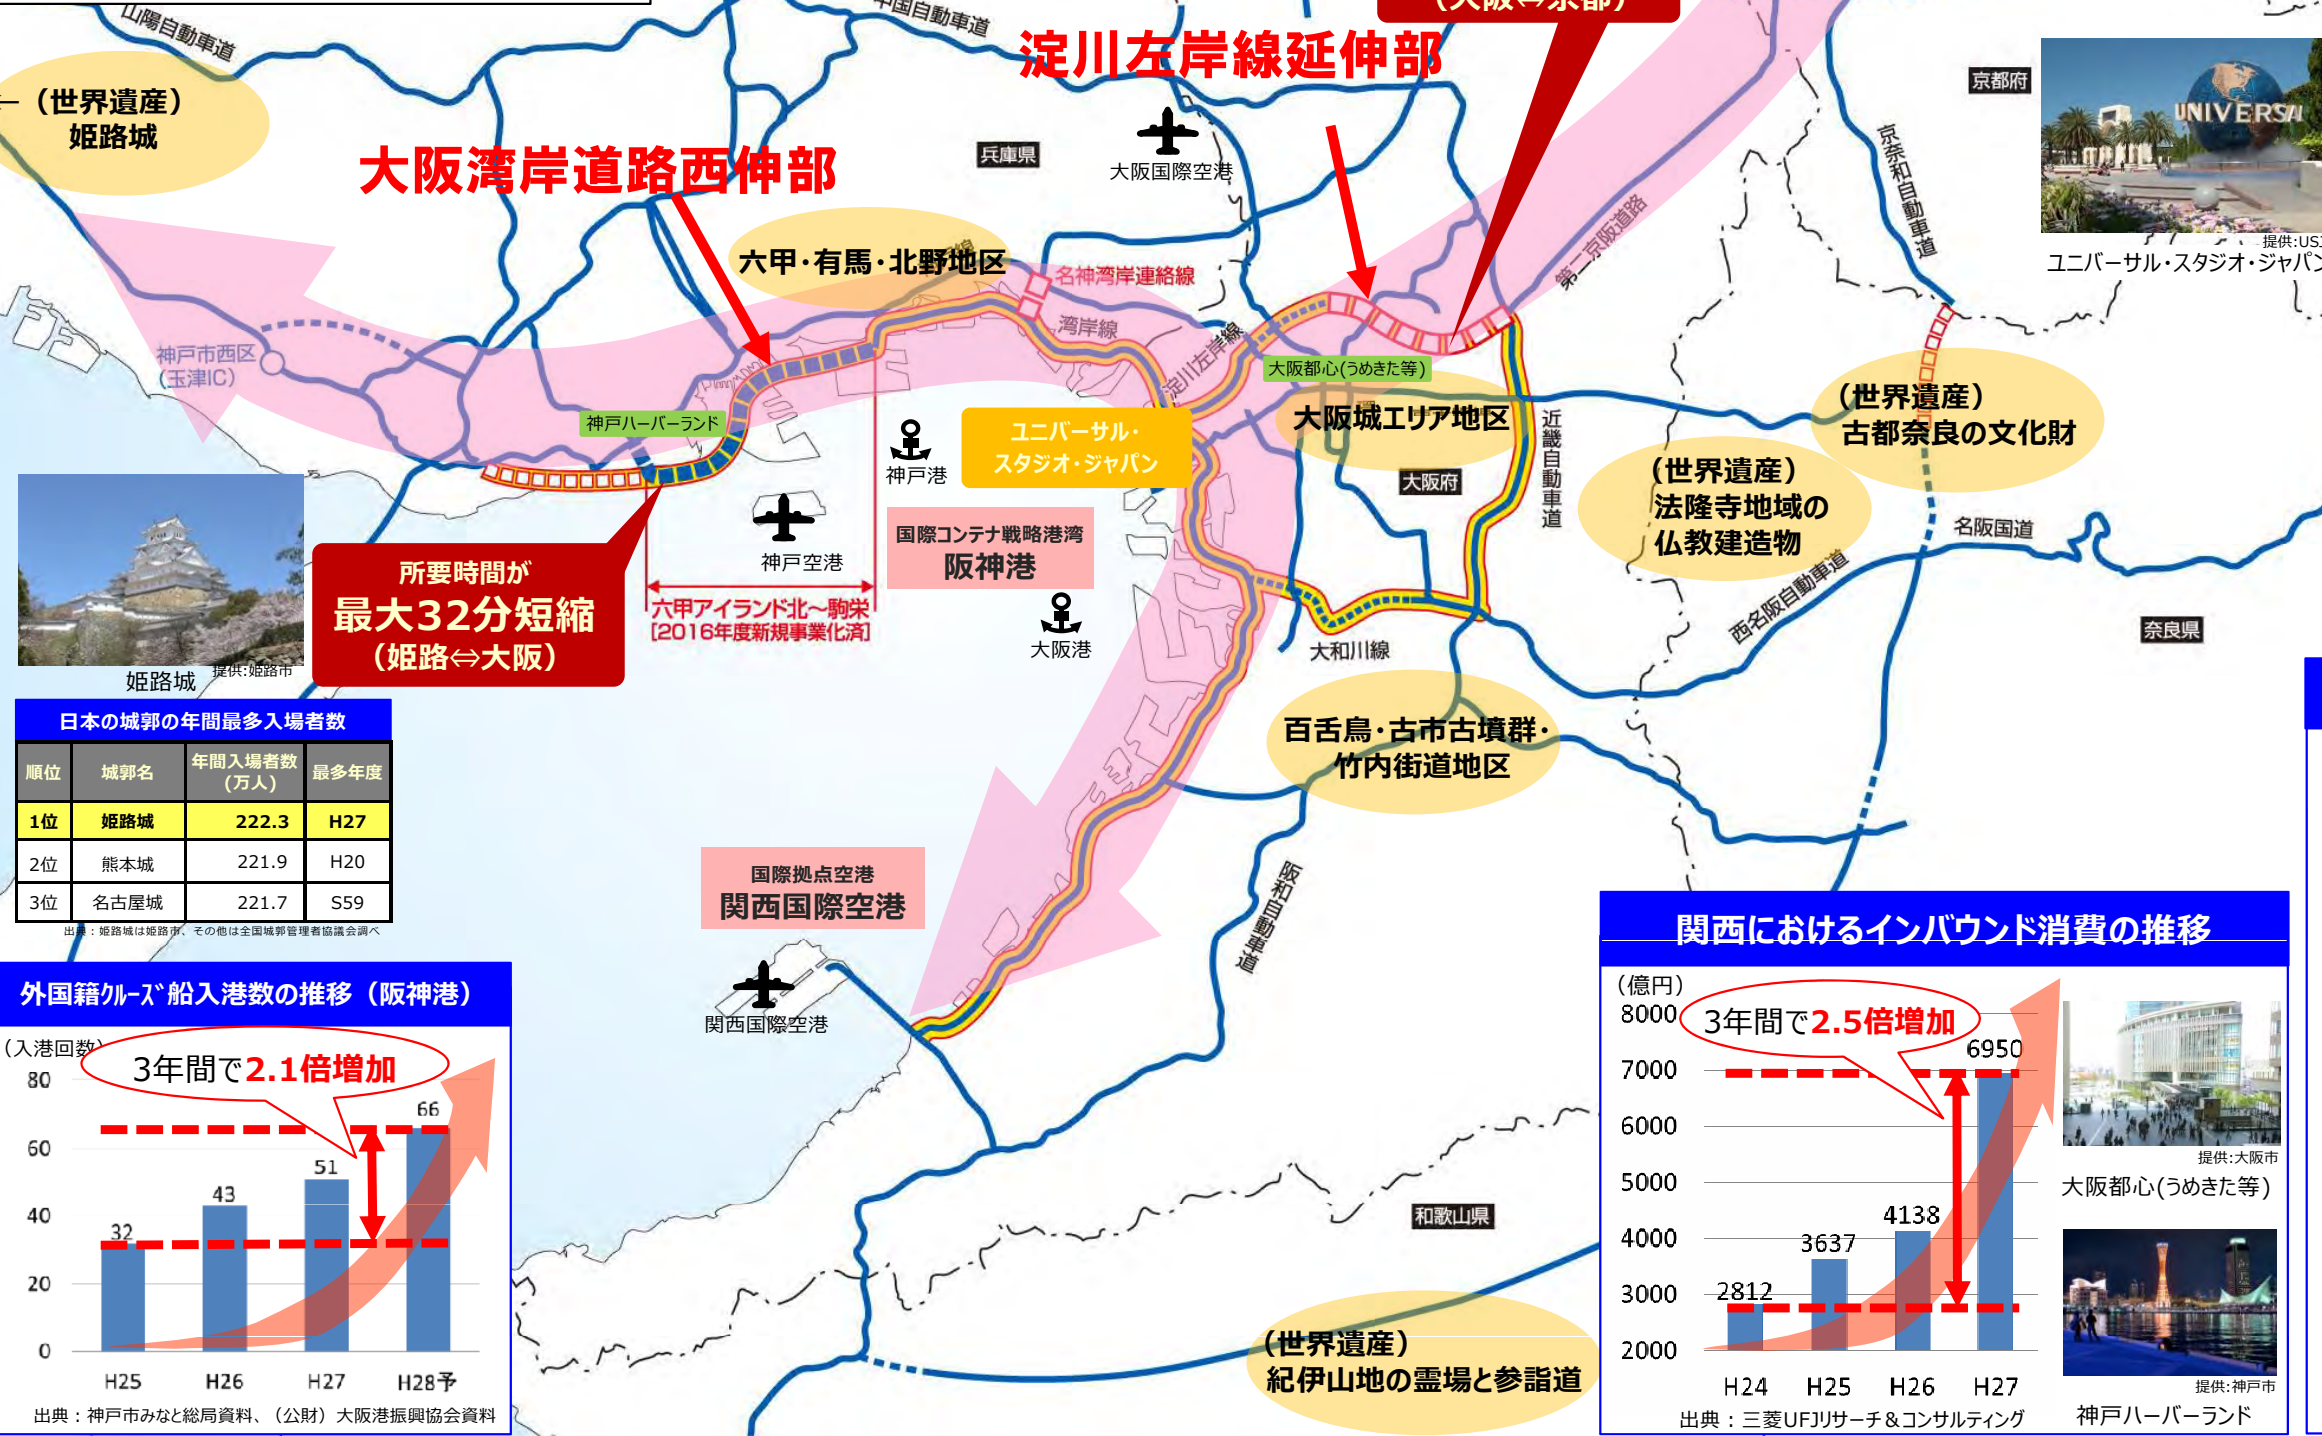 山陽自動車道
中国自動車道
(大阪⇔京都)
淀川左岸線延伸部
←(世界遺産)
姫路城
大阪湾岸道路西伸部
兵庫県
大阪国際空港
京都府
京奈和自動車道
UNIVERSA
提供:USJ
ユニバーサル・スタジオ・ジャパン
六甲・有馬・北野地区
名神湾岸連絡線
湾岸線
淀川左岸線
第二京阪道路
神戸市西区
(玉津IC)
大阪都心(うめきた等)
神戸ハーバーランド
神戸港
ユニバーサル・
スタジオ・ジャパン
大阪城エリア地区
大阪府
近畿自動車道
(世界遺産)
古都奈良の文化財
(世界遺産)
法隆寺地域の
仏教建造物
名阪国道
西名阪自動車道
奈良県
神戸空港
国際コンテナ戦略港湾
阪神港
大阪港
所要時間が
最大32分短縮
(姫路⇔大阪)
六甲アイランド北～駒栄
[2016年度新規事業化済]
大和川線
姫路城
提供:姫路市
百舌鳥・古市古墳群・
竹内街道地区
日本の城郭の年間最多入場者数
順位 城郭名 年間入場者数(万人) 最多年度
1位 姫路城 222.3 H27
2位 熊本城 221.9 H20
3位 名古屋城 221.7 S59
出典：姫路城は姫路市、その他は全国城郭管理者協議会調べ
国際拠点空港
関西国際空港
関西国際空港
阪和自動車道
和歌山県
(世界遺産)
紀伊山地の霊場と参詣道
外国籍ｸﾙｰｽﾞ船入港数の推移（阪神港）
(入港回数)
3年間で2.1倍増加
80
60
40
20
0
32
43
51
66
H25 H26 H27 H28予
出典：神戸市みなと総局資料、（公財）大阪港振興協会資料
関西におけるインバウンド消費の推移
(億円)
3年間で2.5倍増加
8000
7000
6000
5000
4000
3000
2000
2812
3637
4138
6950
H24 H25 H26 H27
出典：三菱UFJリサーチ＆コンサルティング
提供:大阪市
大阪都心(うめきた等)
提供:神戸市
神戸ハーバーランド